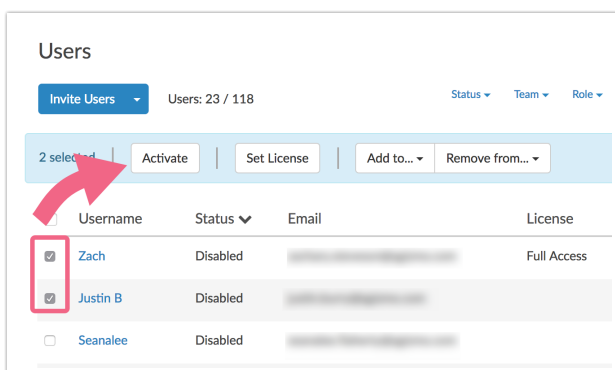 Users
Invite Users Users: 23 / 118 Status Team Role
2 selected Activate Set License Add to... Remove from...
Username Status Email License
Zach Disabled Full Access
Justin B Disabled
Seanalee Disabled